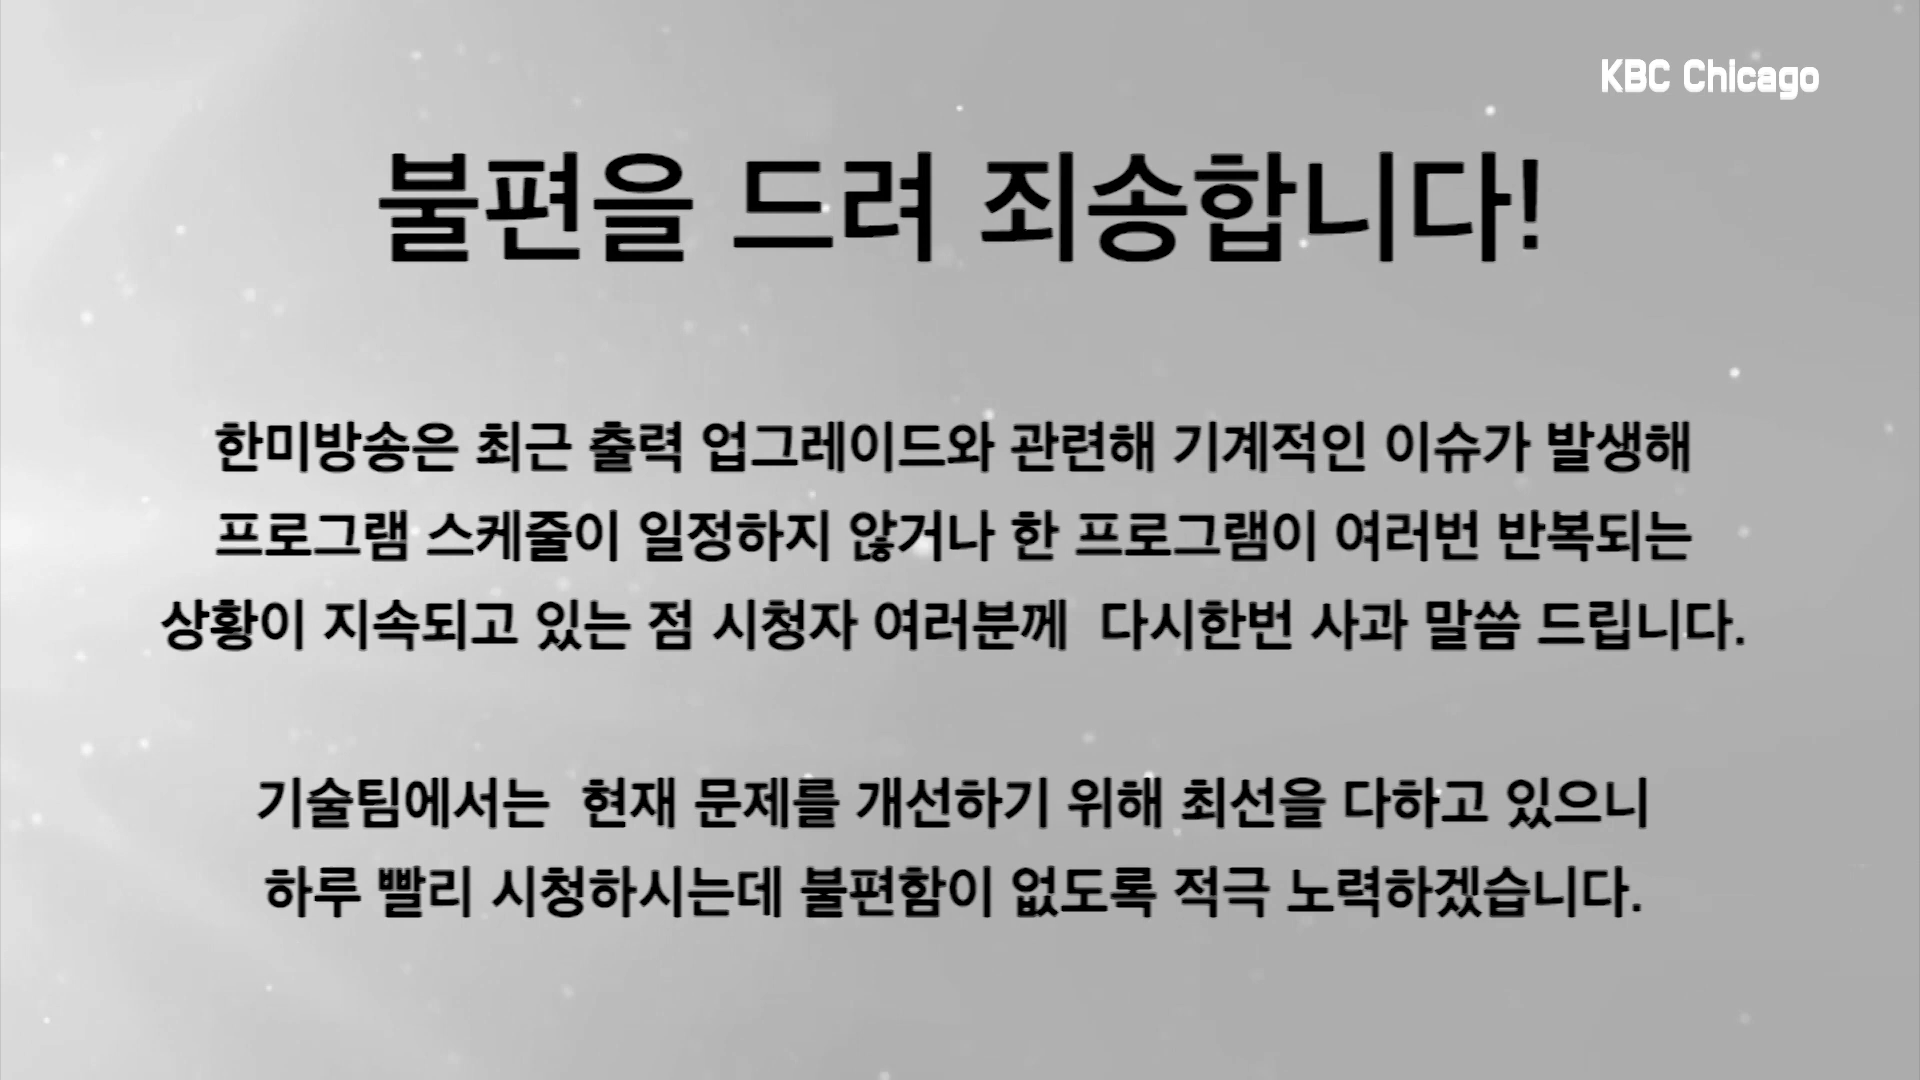 KBC Chicago
불편을 드려 죄송합니다!
한미방송은 최근 출력 업그레이드와 관련해 기계적인 이슈가 발생해
프로그램 스케줄이 일정하지 않거나 한 프로그램이 여러번 반복되는
상황이 지속되고 있는 점 시청자 여러분께 다시한번 사과 말씀 드립니다.
기술팀에서는 현재 문제를 개선하기 위해 최선을 다하고 있으니
하루 빨리 시청하시는데 불편함이 없도록 적극 노력하겠습니다.